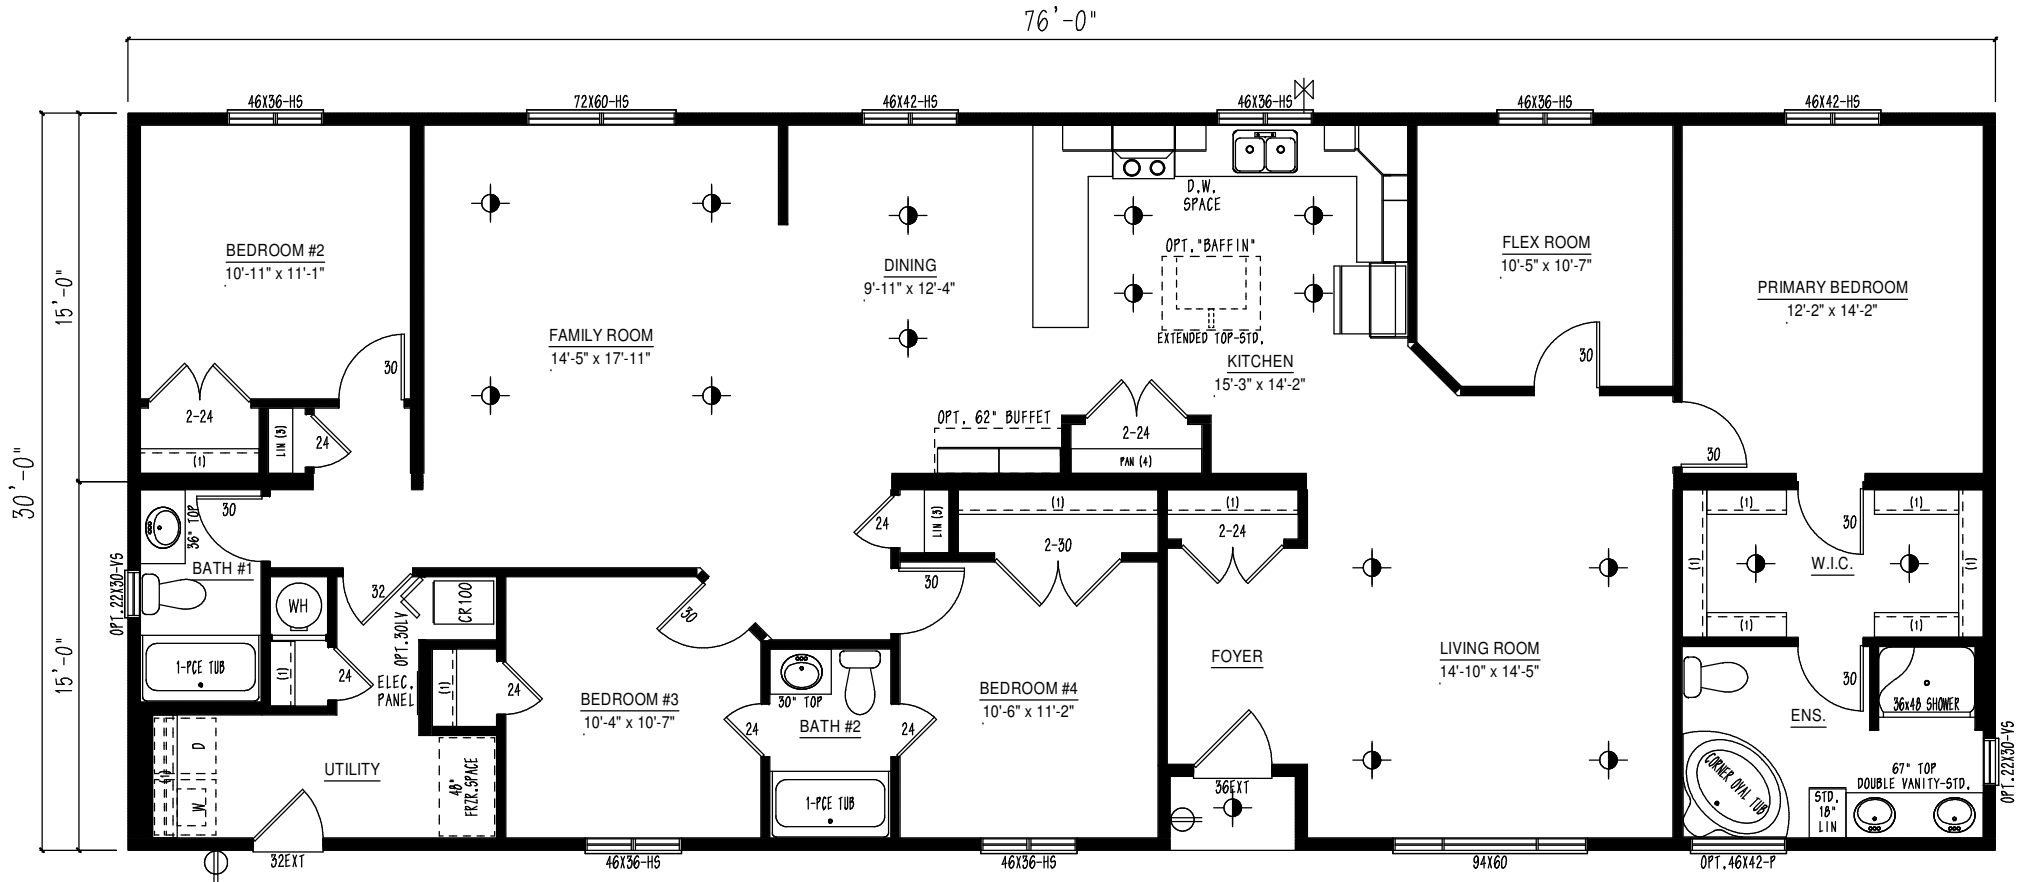 76'-0"
46X36-HS
72X60-HS
46X42-HS
46X36-HS
46X36-HS
46X42-HS
30'-0"
15'-0"
15'-0"
BEDROOM #2
10'-11" x 11'-1"
30
2-24
(1)
LIN (3)
24
FAMILY ROOM
14'-5" x 17'-11"
DINING
9'-11" x 12'-4"
OPT. 62" BUFFET
D.W.
SPACE
OPT."BAFFIN"
EXTENDED TOP-STD.
KITCHEN
15'-3" x 14'-2"
2-24
PAN (4)
FLEX ROOM
10'-5" x 10'-7"
30
PRIMARY BEDROOM
12'-2" x 14'-2"
30
36" TOP
30
BATH #1
OPT.22X30-VS
1-PCE TUB
WH
32
OPT.30LV
CR100
(1)
24
ELEC.
PANEL
(1)
24
D
W
(1)
UTILITY
48"
FRZR.SPACE
32EXT
BEDROOM #3
10'-4" x 10'-7"
30
46X36-HS
24
30" TOP
BATH #2
24
1-PCE TUB
24
LIN (3)
30
(1)
2-30
BEDROOM #4
10'-6" x 11'-2"
46X36-HS
(1)
2-24
FOYER
36EXT
LIVING ROOM
14'-10" x 14'-5"
94X60
(1)
(1)
30
(1)
W.I.C.
(1)
(1)
(1)
30
36x48 SHOWER
ENS.
CORNER OVAL TUB
67" TOP
DOUBLE VANITY-STD.
STD.
18"
LIN
OPT.22X30-VS
OPT.46X42-P